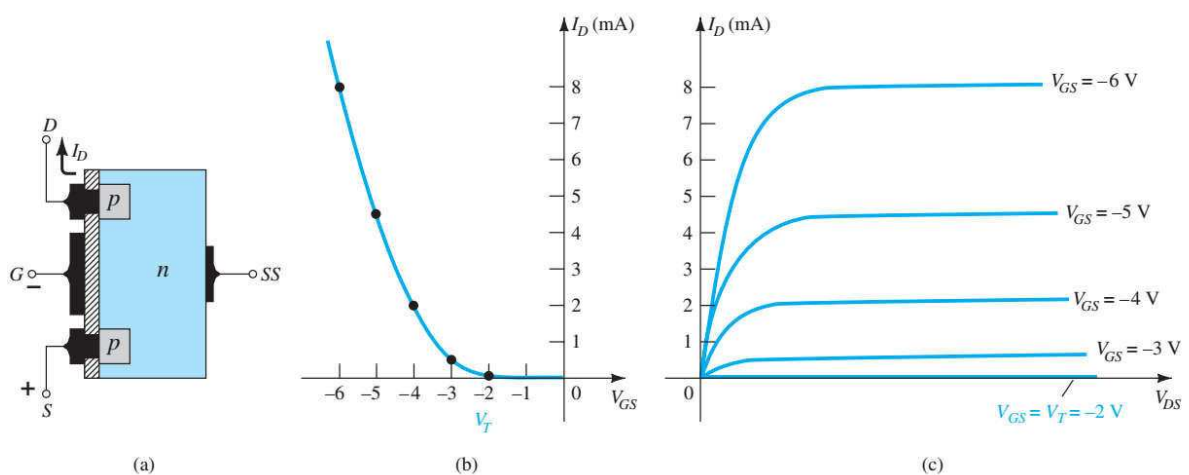 D
I_D
p
G
–
n
SS
p
+
S
(a)
I_D (mA)
8
7
6
5
4
3
2
1
0
–6 –5 –4 –3 –2 –1
V_T
V_GS
(b)
I_D (mA)
8
7
6
5
4
3
2
1
0
V_GS = –6 V
V_GS = –5 V
V_GS = –4 V
V_GS = –3 V
V_GS = V_T = –2 V
V_DS
(c)